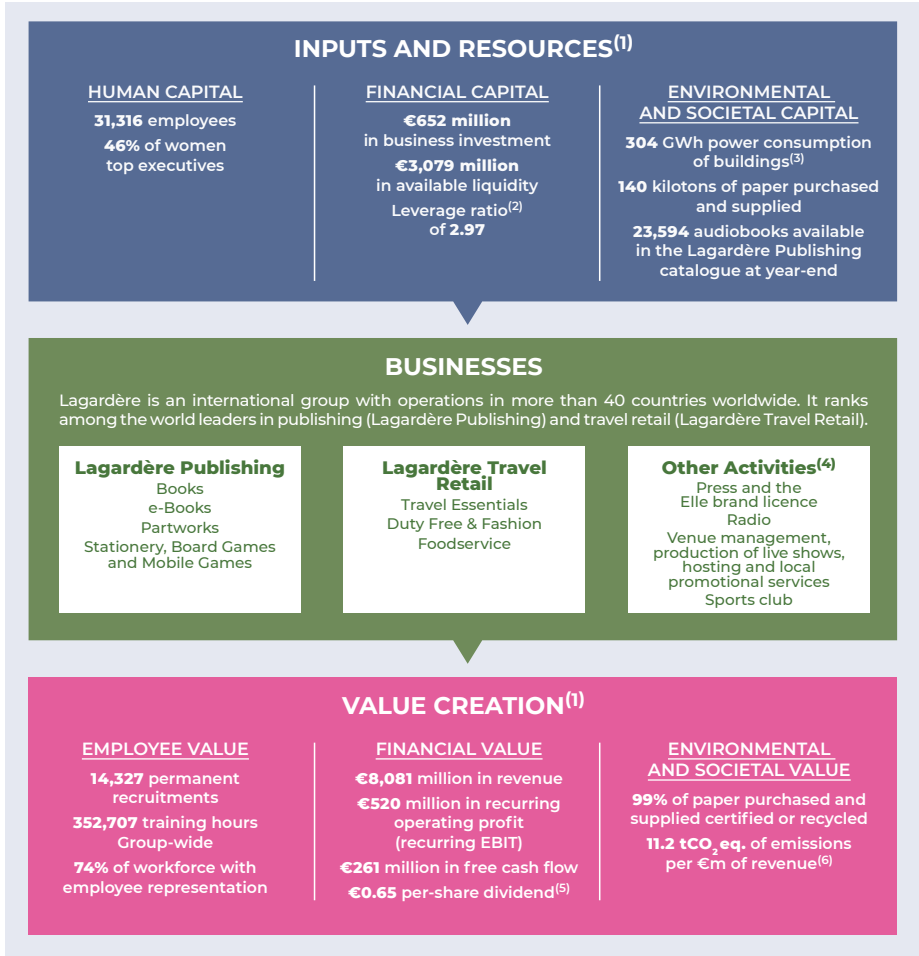 INPUTS AND RESOURCES(1)
HUMAN CAPITAL
31,316 employees
46% of women
top executives
FINANCIAL CAPITAL
€652 million
in business investment
€3,079 million
in available liquidity
Leverage ratio(2)
of 2.97
ENVIRONMENTAL
AND SOCIETAL CAPITAL
304 GWh power consumption
of buildings(3)
140 kilotons of paper purchased
and supplied
23,594 audiobooks available
in the Lagardère Publishing
catalogue at year-end
BUSINESSES
Lagardère is an international group with operations in more than 40 countries worldwide. It ranks
among the world leaders in publishing (Lagardère Publishing) and travel retail (Lagardère Travel Retail).
Lagardère Publishing
Books
e-Books
Partworks
Stationery, Board Games
and Mobile Games
Lagardère Travel
Retail
Travel Essentials
Duty Free & Fashion
Foodservice
Other Activities(4)
Press and the
Elle brand licence
Radio
Venue management,
production of live shows,
hosting and local
promotional services
Sports club
VALUE CREATION(1)
EMPLOYEE VALUE
14,327 permanent
recruitments
352,707 training hours
Group-wide
74% of workforce with
employee representation
FINANCIAL VALUE
€8,081 million in revenue
€520 million in recurring
operating profit
(recurring EBIT)
€261 million in free cash flow
€0.65 per-share dividend(5)
ENVIRONMENTAL
AND SOCIETAL VALUE
99% of paper purchased and
supplied certified or recycled
11.2 tCO2 eq. of emissions
per €m of revenue(6)